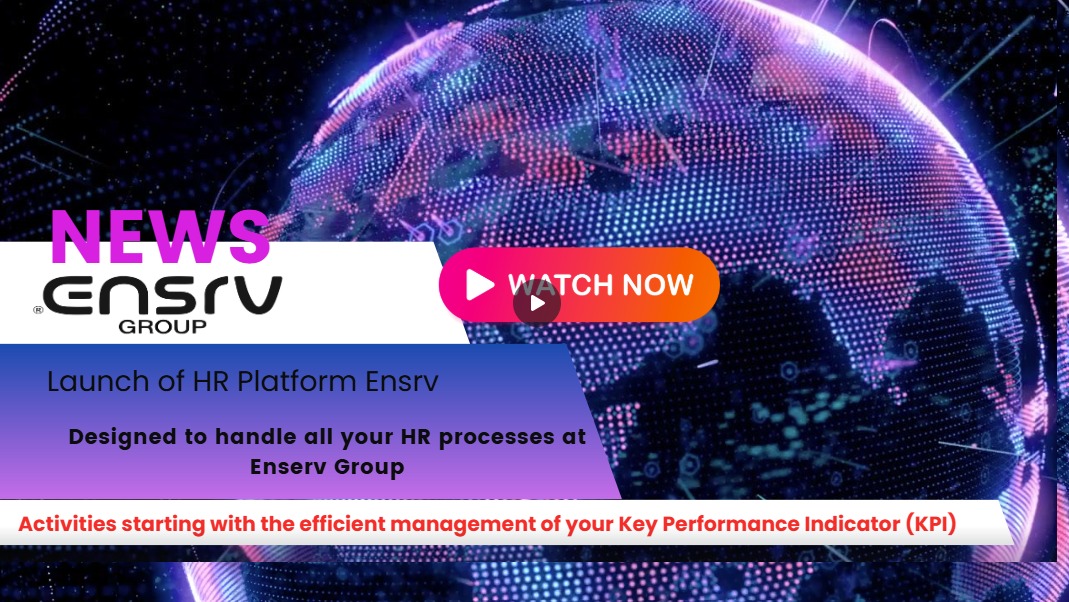 NEWS
® ensrv
GROUP
WATCH NOW
Launch of HR Platform Ensrv
Designed to handle all your HR processes at
Enserv Group
Activities starting with the efficient management of your Key Performance Indicator (KPI)